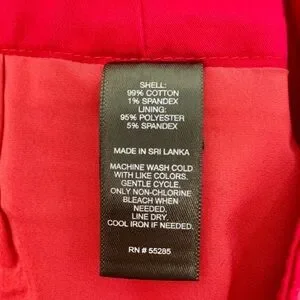 SHELL:
99% COTTON
1% SPANDEX
LINING:
95% POLYESTER
5% SPANDEX
MADE IN SRI LANKA
MACHINE WASH COLD
WITH LIKE COLORS.
GENTLE CYCLE.
ONLY NON-CHLORINE
BLEACH WHEN
NEEDED.
LINE DRY.
COOL IRON IF NEEDED.
RN # 55285